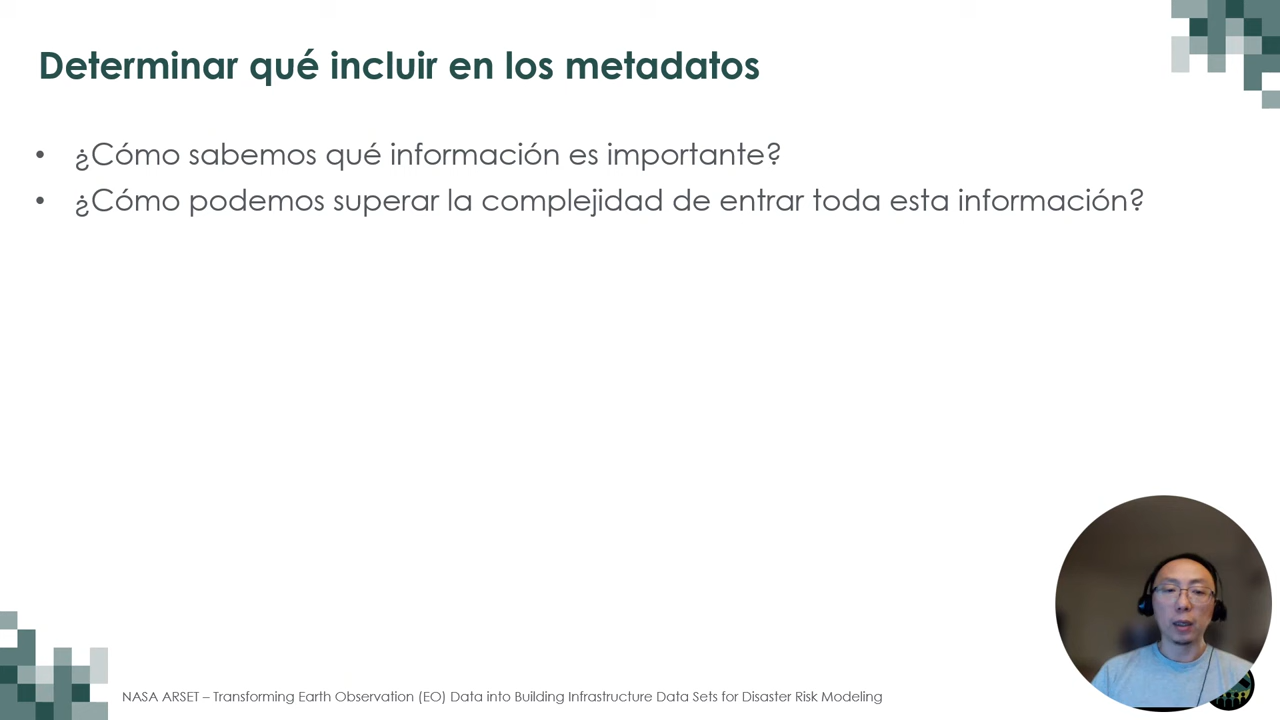 Determinar qué incluir en los metadatos
• ¿Cómo sabemos qué información es importante?
• ¿Cómo podemos superar la complejidad de entrar toda esta información?
NASA ARSET – Transforming Earth Observation (EO) Data into Building Infrastructure Data Sets for Disaster Risk Modeling